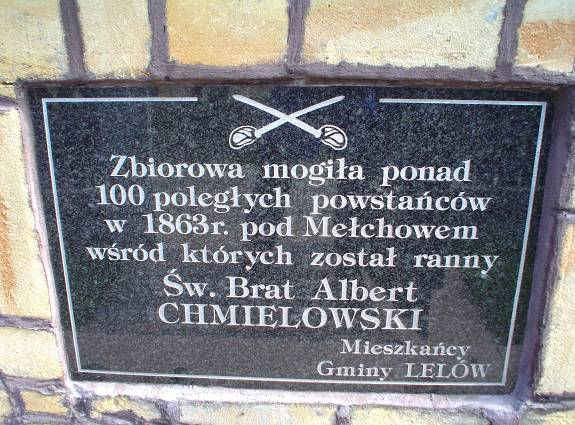 Zbiorowa mogiła ponad
100 poległych powstańców
w 1863r. pod Mełchowem
wśród których został ranny
Św. Brat Albert
CHMIELOWSKI
Mieszkańcy
Gminy LELÓW